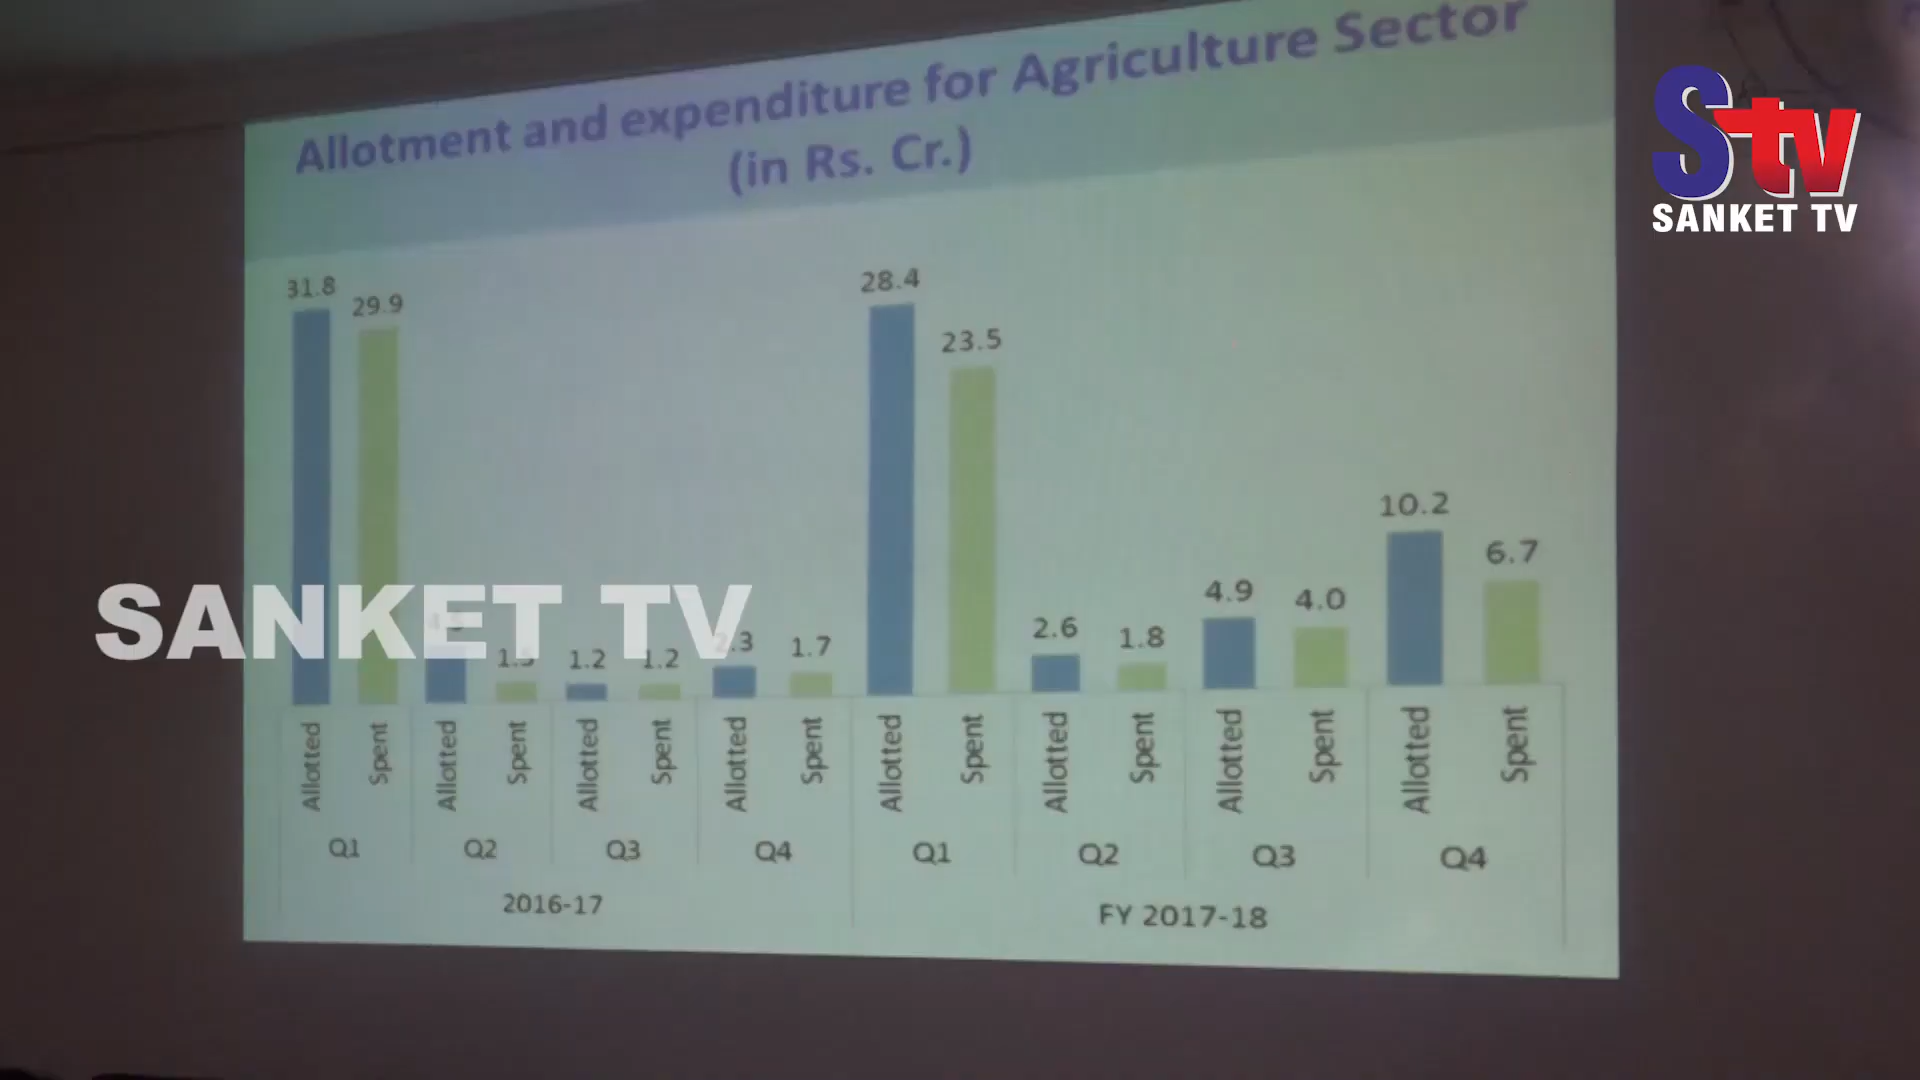 Allotment and expenditure for Agriculture Sector
(in Rs. Cr.)
STV
SANKET TV
31.8 29.9 1.2 1.2 1.7 28.4 23.5 2.6 1.8 4.9 4.0 10.2 6.7
SANKET TV
Allotted Spent Allotted Spent Allotted Spent Allotted Spent Allotted Spent Allotted Spent Allotted Spent Allotted Spent
Q1 Q2 Q3 Q4 Q1 Q2 Q3 Q4
2016-17 FY 2017-18